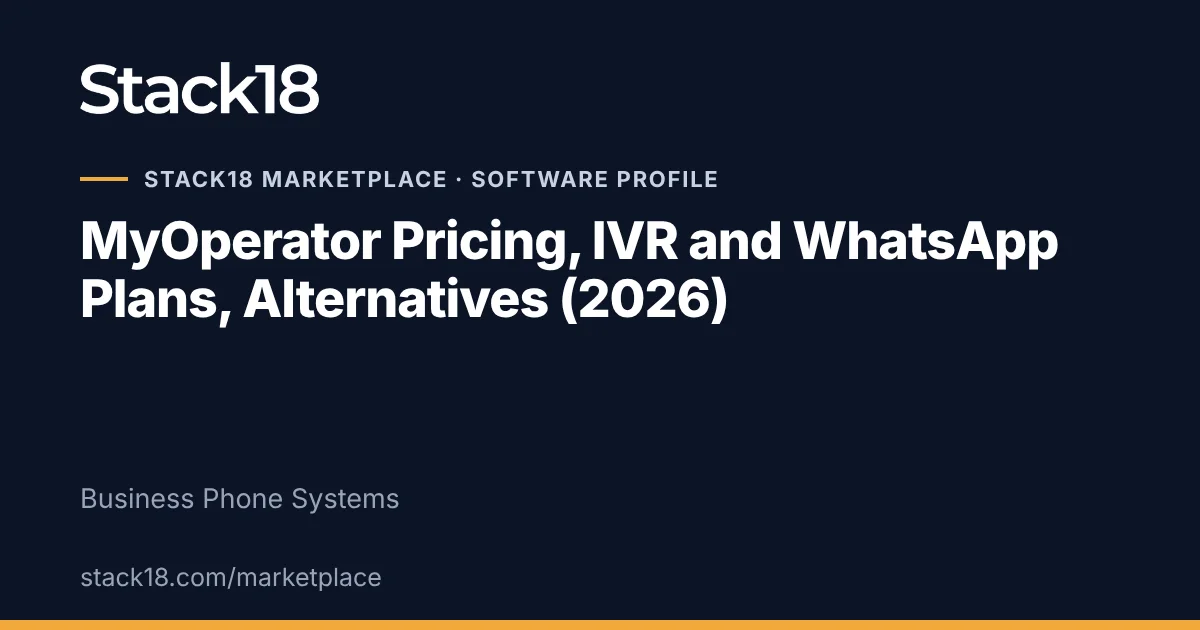 Stack18
STACK18 MARKETPLACE · SOFTWARE PROFILE
MyOperator Pricing, IVR and WhatsApp
Plans, Alternatives (2026)
Business Phone Systems
stack18.com/marketplace